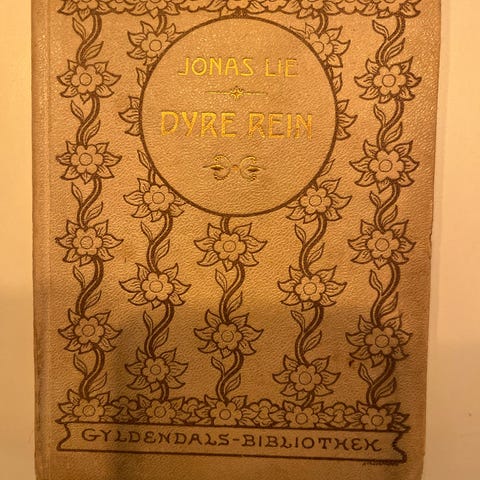 JONAS LIE
DYRE REIN
GYLDENDALS-BIBLIOTHEK